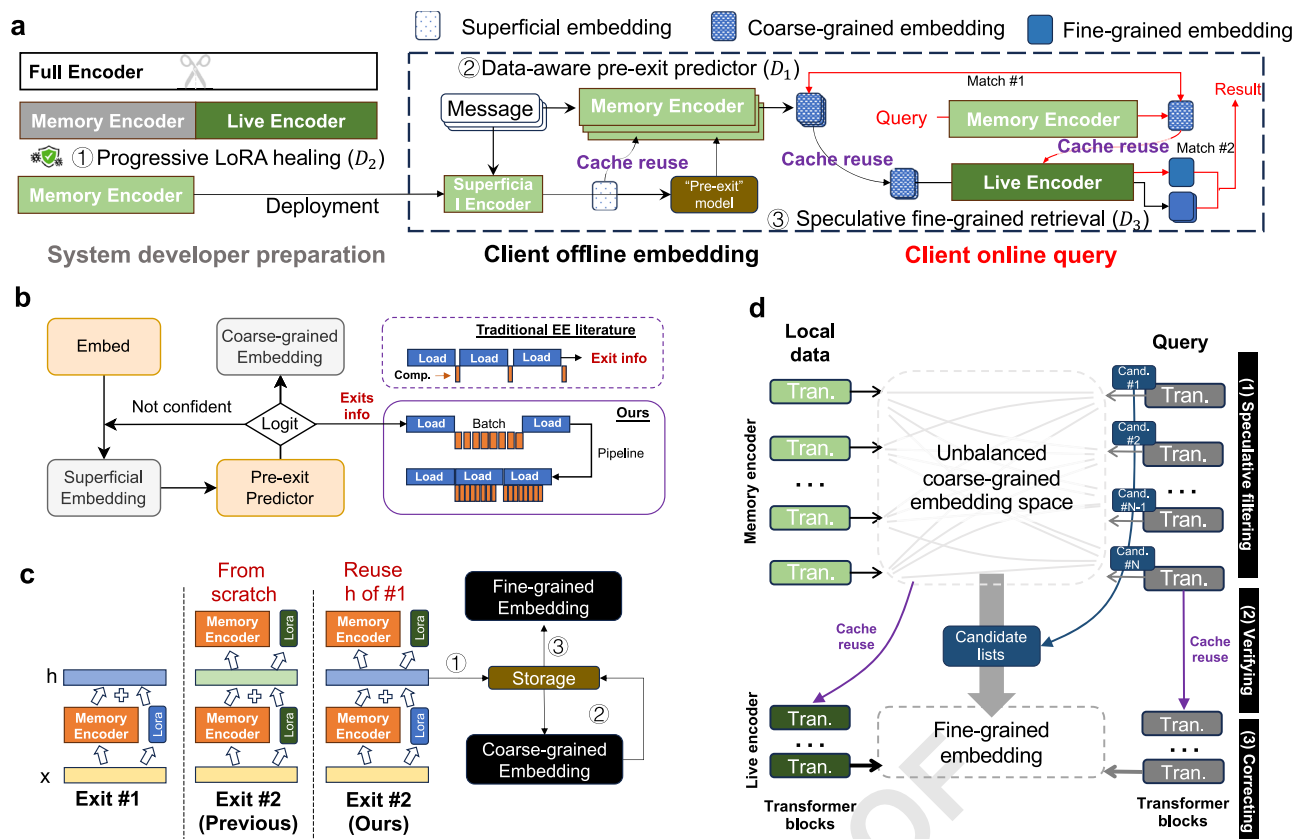 a
Superficial embedding
Coarse-grained embedding
Fine-grained embedding
Full Encoder
Memory Encoder
Live Encoder
① Progressive LoRA healing (D₂)
Memory Encoder
Deployment
System developer preparation
② Data-aware pre-exit predictor (D₁)
Message
Memory Encoder
Cache reuse
Superficia
l Encoder
"Pre-exit"
model
Client offline embedding
Match #1
Result
Query
Memory Encoder
Cache reuse
Cache reuse
Match #2
Live Encoder
③ Speculative fine-grained retrieval (D₃)
Client online query
b
Embed
Coarse-grained
Embedding
Not confident
Logit
Exits
info
Superficial
Embedding
Pre-exit
Predictor
Traditional EE literature
Load
Load
Load
Exit info
Comp.
Ours
Load
Batch
Load
Pipeline
Load
Load
Load
c
From
scratch
Reuse
h of #1
Memory
Encoder
Lora
Memory
Encoder
Lora
h
Memory
Encoder
Lora
Memory
Encoder
Lora
Memory
Encoder
Lora
x
Exit #1
Exit #2
(Previous)
Exit #2
(Ours)
Fine-grained
Embedding
③
①
Storage
②
Coarse-grained
Embedding
d
Local
data
Query
Memory encoder
Tran.
Tran.
...
Tran.
Tran.
Unbalanced
coarse-grained
embedding space
Cand.
#1
Tran.
Cand.
#2
Tran.
...
Cand.
#N-1
Tran.
Cand.
#N
Tran.
(1) Speculative filtering
Cache
reuse
Candidate
lists
Cache
reuse
(2) Verifying
Live encoder
Tran.
...
Tran.
Fine-grained
embedding
Tran.
...
Tran.
(3) Correcting
Transformer
blocks
Transformer
blocks
OF